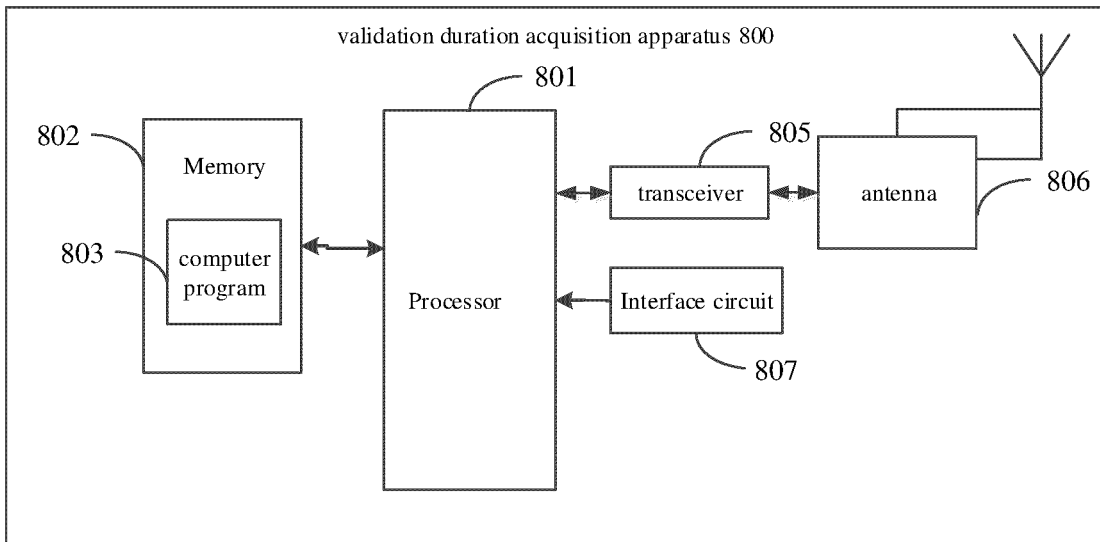 validation duration acquisition apparatus 800
801
802
805
Memory
transceiver
antenna
806
803
computer
program
Processor
Interface circuit
807